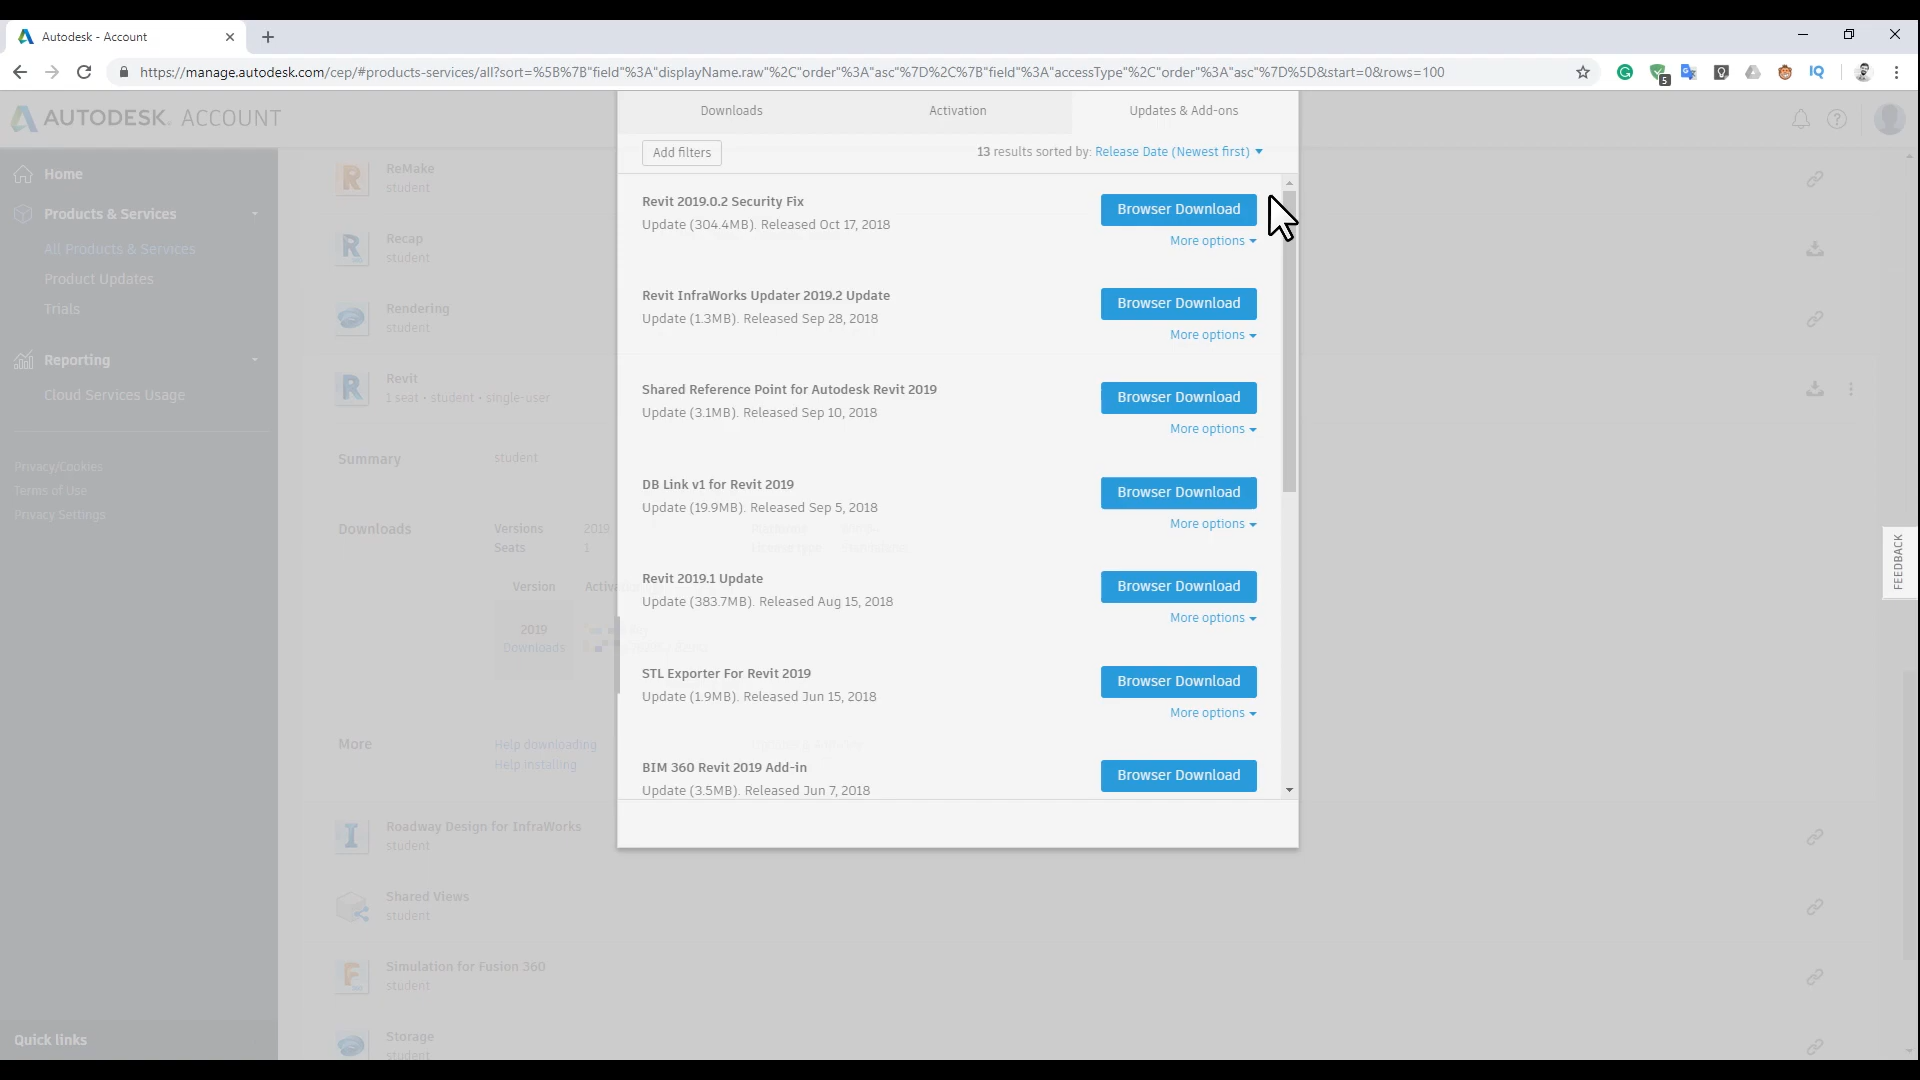 Autodesk - Account
https://manage.autodesk.com/cep/#products-services/all?sort=%5B%7B"field"%3A"displayName.raw"%2C"order"%3A"asc"%7D%2C%7B"field"%3A"accessType"%2C"order"%3A"asc"%7D%5D&start=0&rows=100
5
IQ
AUTODESK. ACCOUNT
Home
Products & Services
All Products & Services
Product Updates
Trials
Reporting
Cloud Services Usage
Privacy/Cookies
Terms of Use
Privacy Settings
Quick links
ReMake
student
Recap
student
Rendering
student
Revit
1 seat • student • single-user
Summary
student
Downloads
Versions 2019
Seats 1
Version
2019
Downloads
More
Help downloading
Help installing
Roadway Design for InfraWorks
student
Shared Views
student
Simulation for Fusion 360
student
Storage
student
Downloads
Activation
Updates & Add-ons
Add filters
13 results sorted by: Release Date (Newest first)
Revit 2019.0.2 Security Fix
Update (304.4MB). Released Oct 17, 2018
Browser Download
More options
Revit InfraWorks Updater 2019.2 Update
Update (1.3MB). Released Sep 28, 2018
Browser Download
More options
Shared Reference Point for Autodesk Revit 2019
Update (3.1MB). Released Sep 10, 2018
Browser Download
More options
DB Link v1 for Revit 2019
Update (19.9MB). Released Sep 5, 2018
Browser Download
More options
Revit 2019.1 Update
Update (383.7MB). Released Aug 15, 2018
Browser Download
More options
STL Exporter For Revit 2019
Update (1.9MB). Released Jun 15, 2018
Browser Download
More options
BIM 360 Revit 2019 Add-in
Update (3.5MB). Released Jun 7, 2018
Browser Download
FEEDBACK